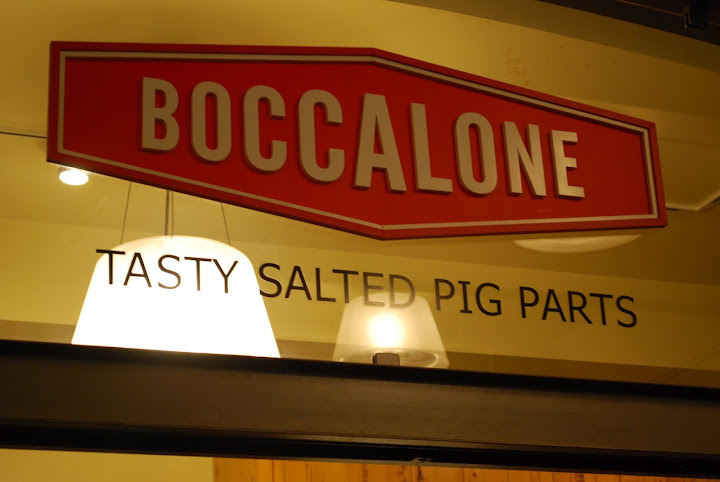 BOCCALONE
TASTY SALTED PIG PARTS